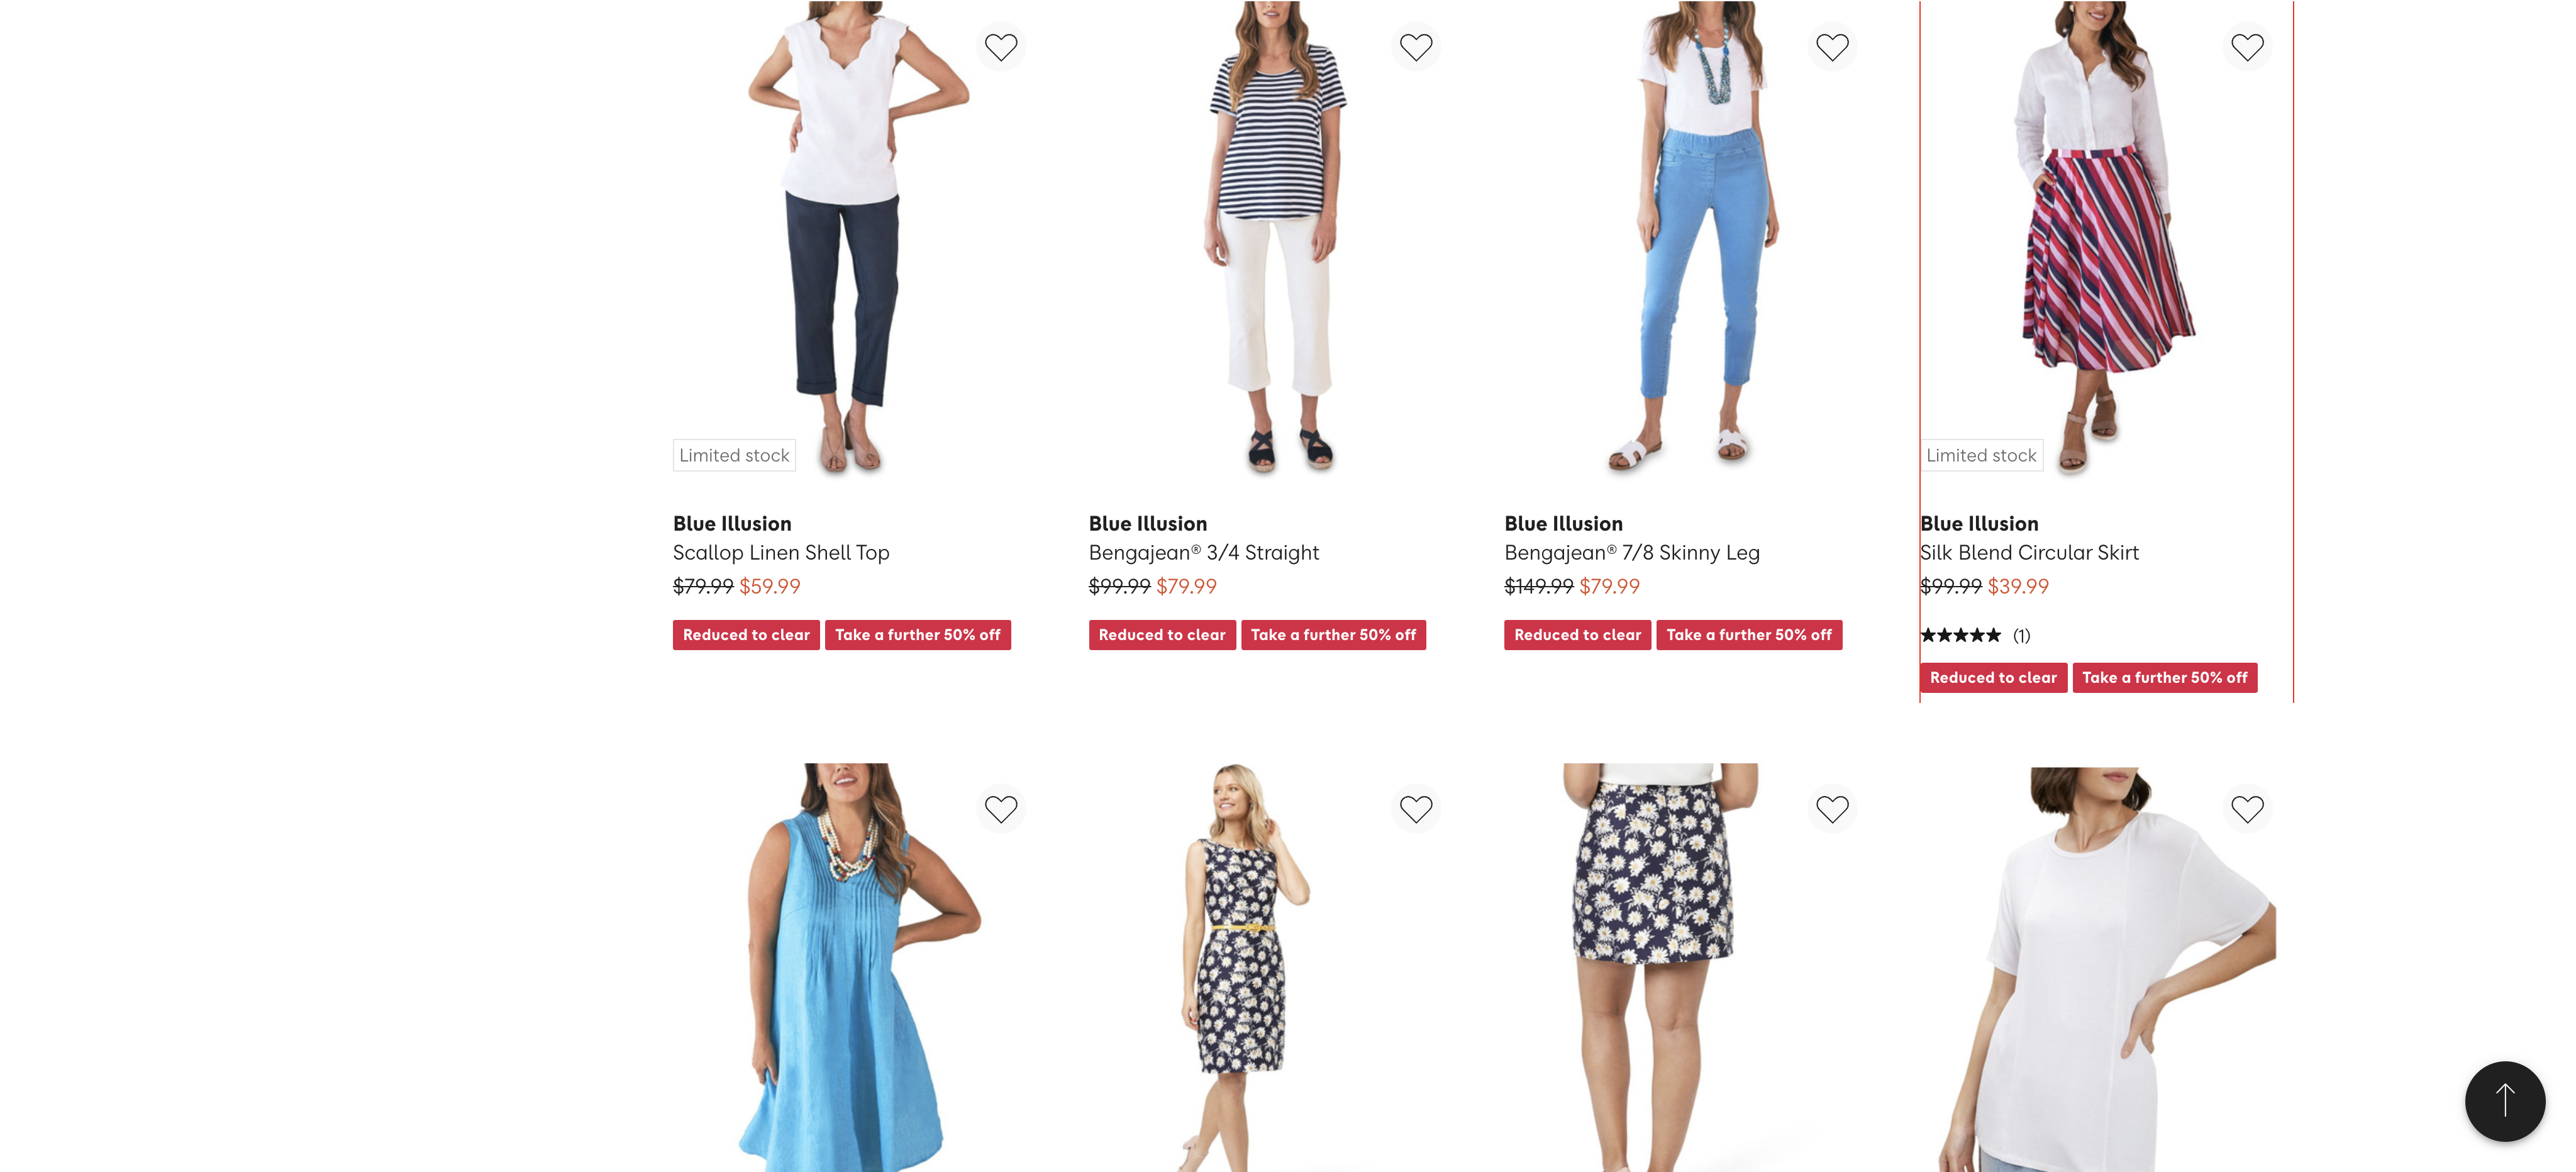 Limited stock
Blue Illusion
Scallop Linen Shell Top
$79.99 $59.99
Reduced to clear Take a further 50% off
Blue Illusion
Bengajean® 3/4 Straight
$99.99 $79.99
Reduced to clear Take a further 50% off
Blue Illusion
Bengajean® 7/8 Skinny Leg
$149.99 $79.99
Reduced to clear Take a further 50% off
Limited stock
Blue Illusion
Silk Blend Circular Skirt
$99.99 $39.99
★★★★★ (1)
Reduced to clear Take a further 50% off